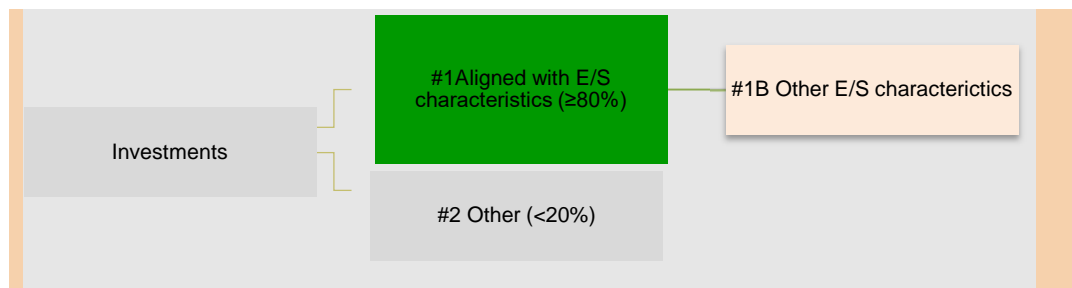 #1Aligned with E/S
characteristics (≥80%)
#1B Other E/S characterictics
Investments
#2 Other (<20%)